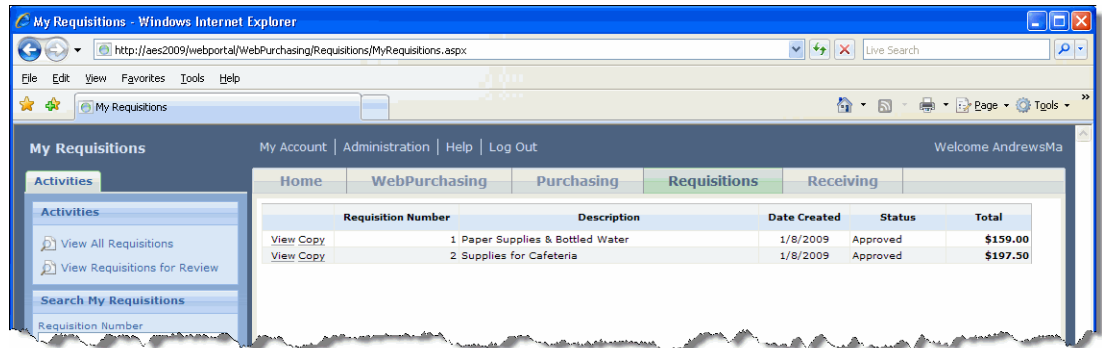 My Requisitions - Windows Internet Explorer
http://aes2009/webportal/WebPurchasing/Requisitions/MyRequisitions.aspx
Live Search
File Edit View Favorites Tools Help
My Requisitions
Page Tools »
My Requisitions
My Account | Administration | Help | Log Out
Welcome AndrewsMa
Activities
Home WebPurchasing Purchasing Requisitions Receiving
Activities
View All Requisitions
View Requisitions for Review
Search My Requisitions
Requisition Number
Requisition Number Description Date Created Status Total
View Copy 1 Paper Supplies & Bottled Water 1/8/2009 Approved $159.00
View Copy 2 Supplies for Cafeteria 1/8/2009 Approved $197.50